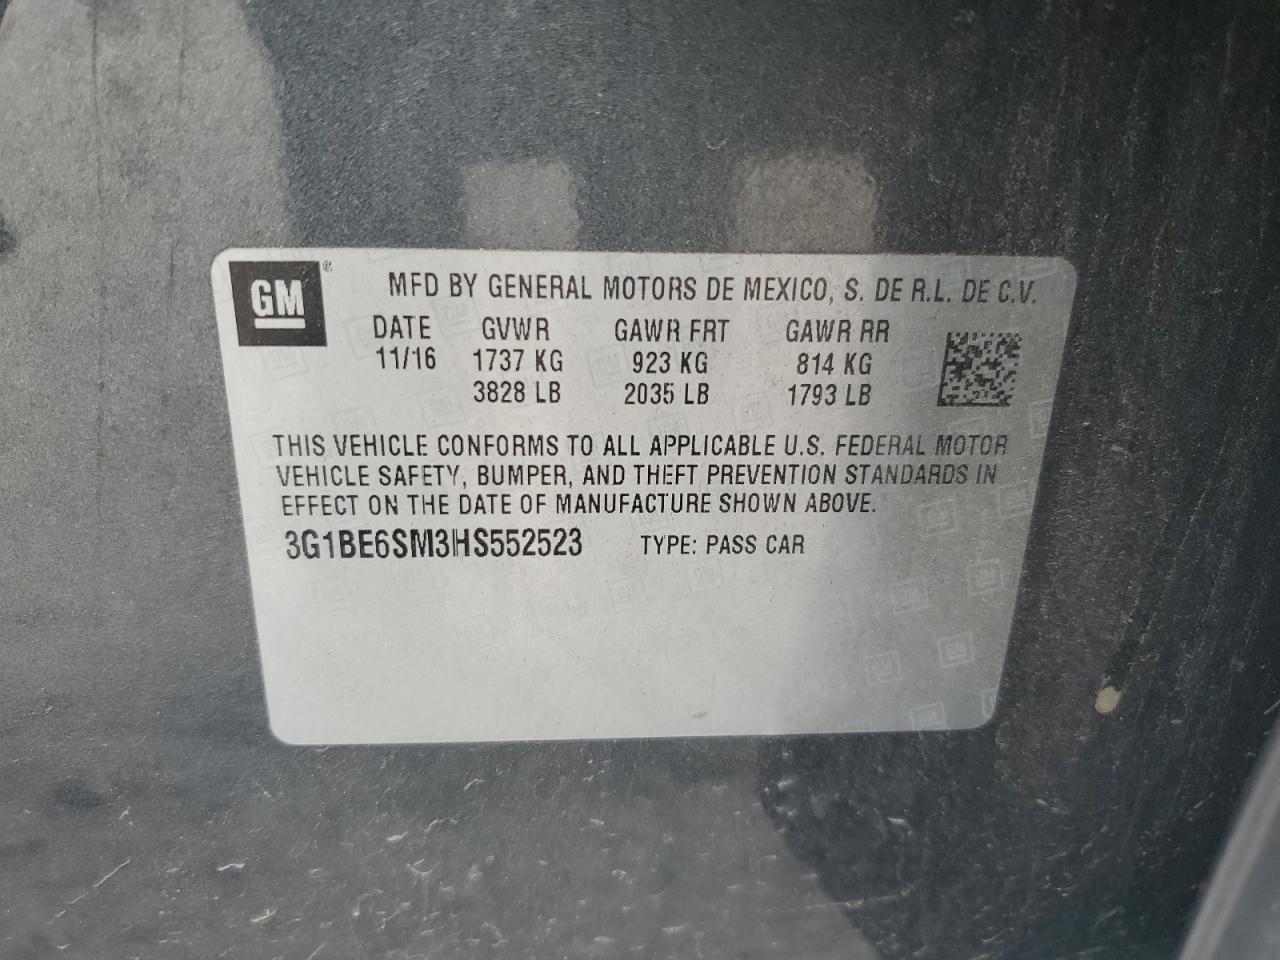 GM ® MFD BY GENERAL MOTORS DE MEXICO, S. DE R.L. DE C.V.
DATE GVWR GAWR FRT GAWR RR
11/16 1737 KG 923 KG 814 KG
3828 LB 2035 LB 1793 LB
THIS VEHICLE CONFORMS TO ALL APPLICABLE U.S. FEDERAL MOTOR
VEHICLE SAFETY, BUMPER, AND THEFT PREVENTION STANDARDS IN
EFFECT ON THE DATE OF MANUFACTURE SHOWN ABOVE.
3G1BE6SM3HS552523 TYPE: PASS CAR